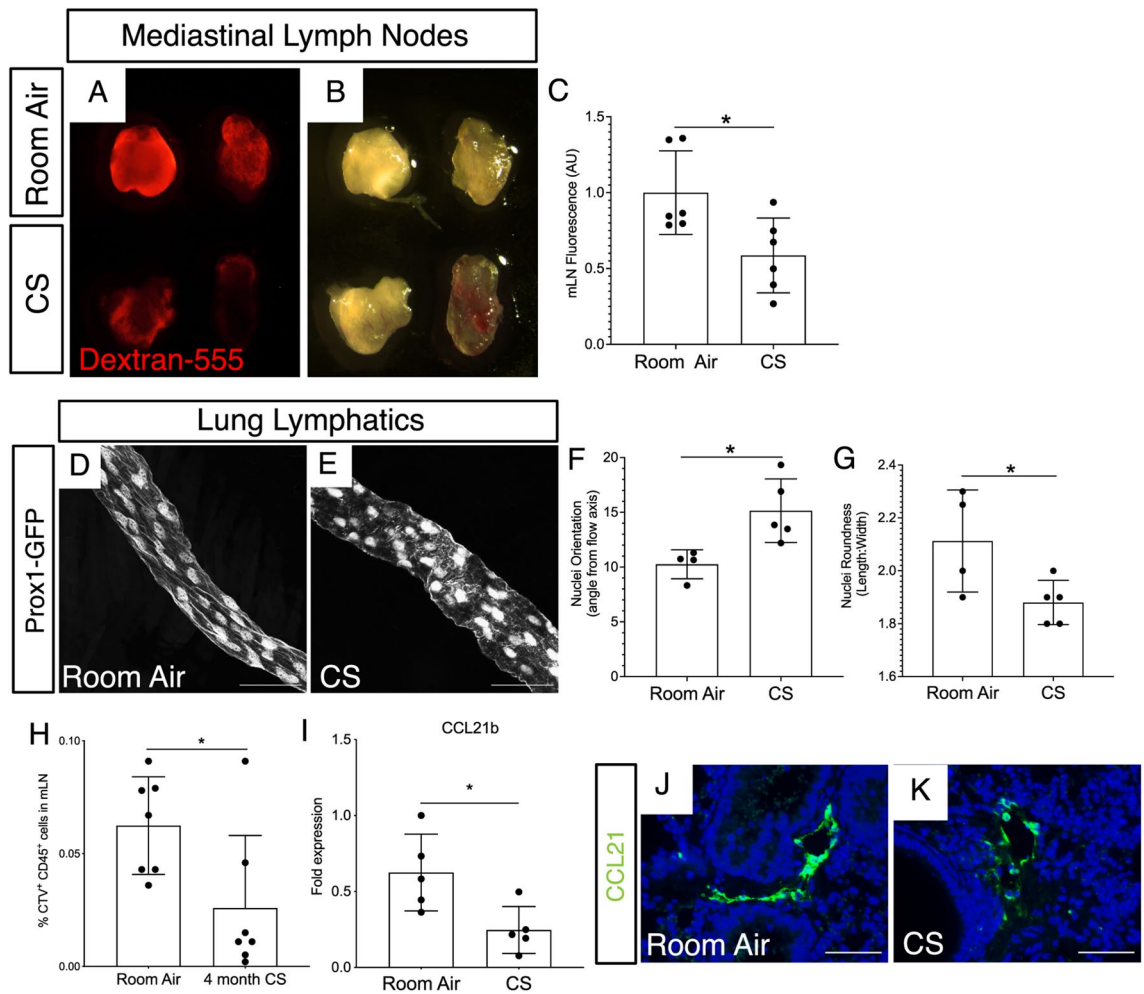 Mediastinal Lymph Nodes
Room Air
CS
A
B
Dextran-555
C
mLN Fluorescence (AU)
1.5
1.0
0.5
0.0
*
Room Air
CS
Lung Lymphatics
Prox1-GFP
D
Room Air
E
CS
F
Nuclei Orientation
(angle from flow axis)
20
15
10
5
0
*
Room Air
CS
G
Nuclei Roundness
(Length:Width)
2.4
2.2
2.0
1.8
1.6
*
Room Air
CS
H
% CTV⁺ CD45⁺ cells in mLN
0.10
0.05
0.00
*
Room Air
4 month CS
I
CCL21b
Fold expression
1.5
1.0
0.5
0.0
*
Room Air
CS
CCL21
J
Room Air
K
CS